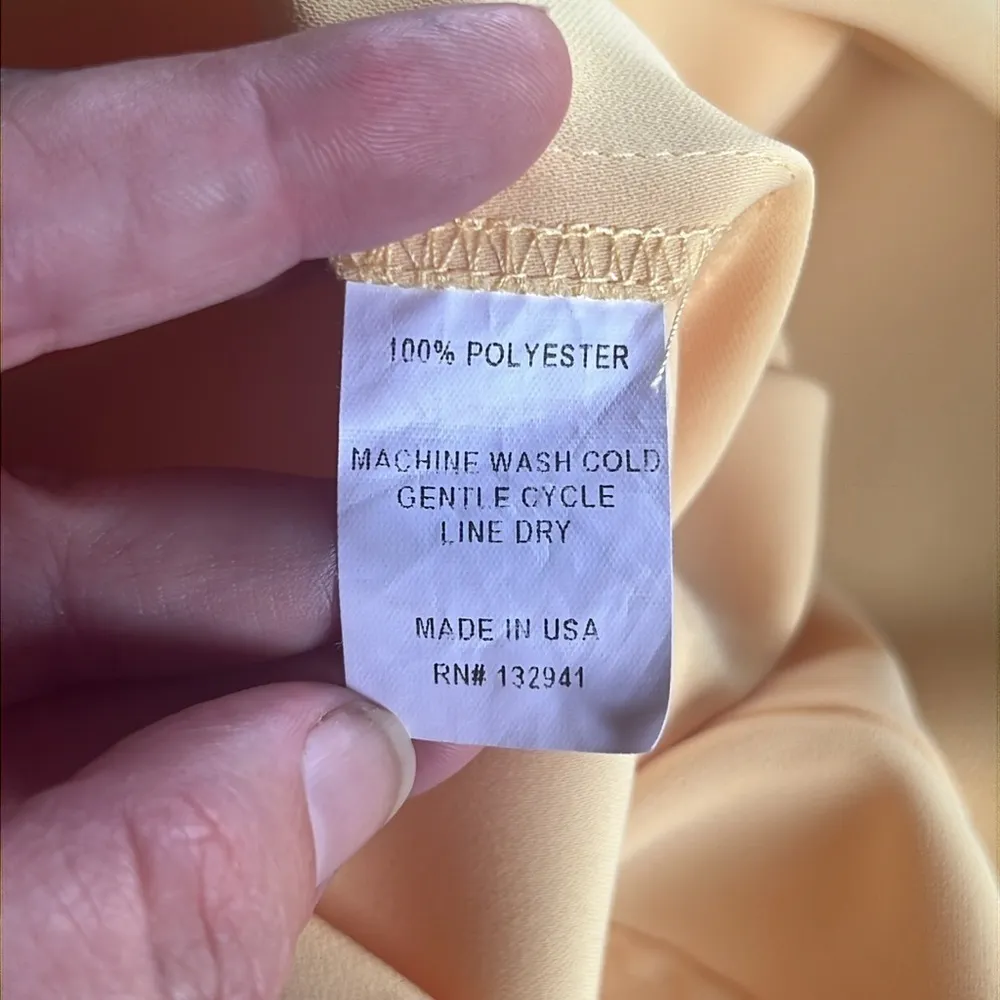 100% POLYESTER
MACHINE WASH COLD
GENTLE CYCLE
LINE DRY
MADE IN USA
RN# 132941